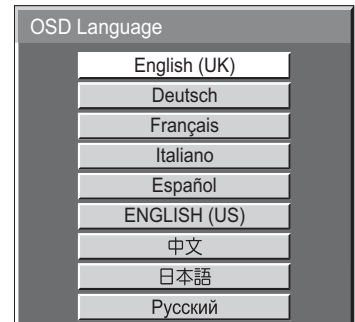 OSD Language
English (UK)
Deutsch
Français
Italiano
Español
ENGLISH (US)
中文
日本語
Русский